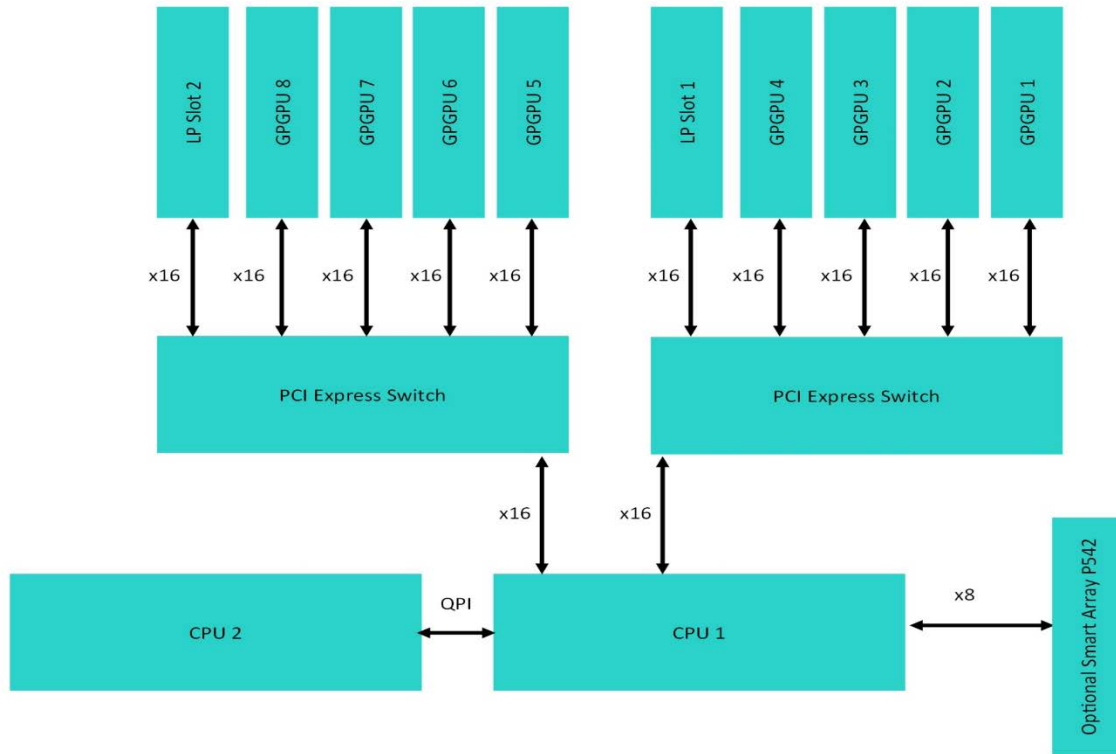 LP Slot 2
GPGPU 8
GPGPU 7
GPGPU 6
GPGPU 5
LP Slot 1
GPGPU 4
GPGPU 3
GPGPU 2
GPGPU 1
x16
x16
x16
x16
x16
x16
x16
x16
x16
x16
PCI Express Switch
PCI Express Switch
x16
x16
CPU 2
QPI
CPU 1
x8
Optional Smart Array P542